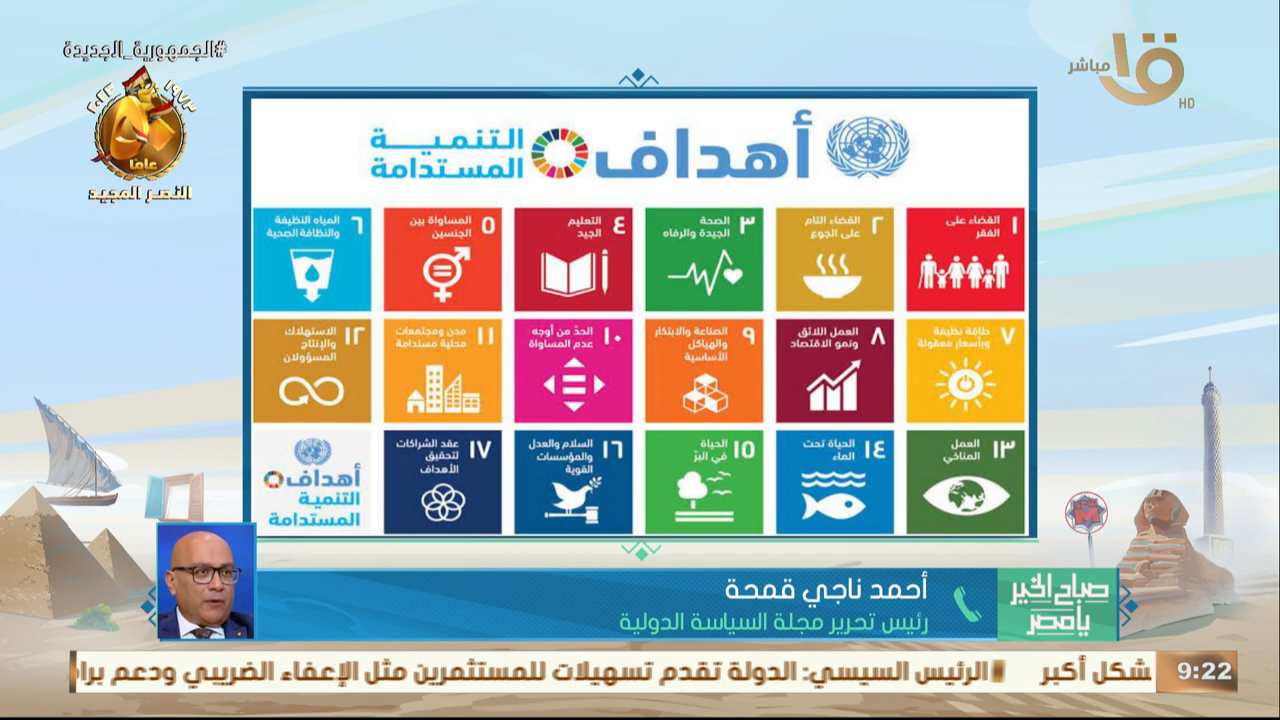 #الجمهورية_الجديدة
١٩٧٣
٢٠٢٣
٥٠
عامًا
النصر المجيد
مباشر
HD
أهداف
التنمية
المستدامة
١ القضاء على
الفقر
٢ القضاء التام
على الجوع
٣ الصحة
الجيدة والرفاه
٤ التعليم
الجيد
٥ المساواة بين
الجنسين
٦ المياه النظيفة
والنظافة الصحية
٧ طاقة نظيفة
وبأسعار معقولة
٨ العمل اللائق
ونمو الاقتصاد
٩ الصناعة والابتكار
والهياكل
الأساسية
١٠ الحدّ من أوجه
عدم المساواة
١١ مدن ومجتمعات
محلية مستدامة
١٢ الاستهلاك
والإنتاج
المسؤولان
١٣ العمل
المناخي
١٤ الحياة تحت
الماء
١٥ الحياة
في البرّ
١٦ السلام والعدل
والمؤسسات
القوية
١٧ عقد الشراكات
لتحقيق
الأهداف
أهداف
التنمية
المستدامة
صباح الخير
يا مصر
أحمد ناجي قمحة
رئيس تحرير مجلة السياسة الدولية
9:22
شكل أكبر
الرئيس السيسي: الدولة تقدم تسهيلات للمستثمرين مثل الإعفاء الضريبي ودعم برا